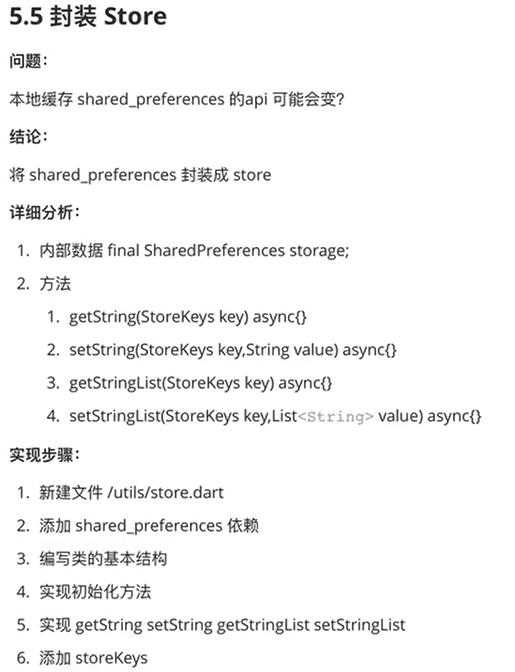 5.5 封装 Store
问题：
本地缓存 shared_preferences 的api 可能会变?
结论：
将 shared_preferences 封装成 store
详细分析：
1. 内部数据 final SharedPreferences storage;
2. 方法
1. getString(StoreKeys key) async{}
2. setString(StoreKeys key,String value) async{}
3. getStringList(StoreKeys key) async{}
4. setStringList(StoreKeys key,List<String> value) async{}
实现步骤：
1. 新建文件 /utils/store.dart
2. 添加 shared_preferences 依赖
3. 编写类的基本结构
4. 实现初始化方法
5. 实现 getString setString getStringList setStringList
6. 添加 storeKeys